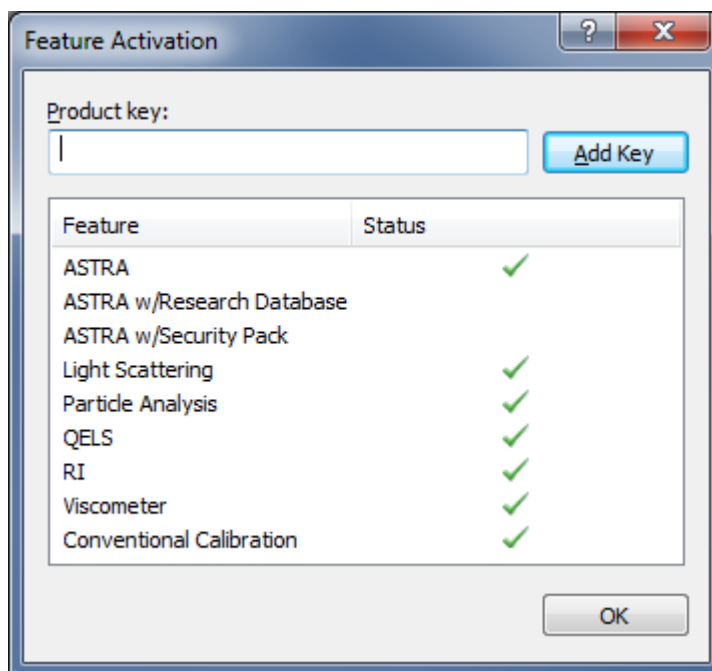 Feature Activation
?
Product key:
Add Key
Feature Status
ASTRA
ASTRA w/Research Database
ASTRA w/Security Pack
Light Scattering
Particle Analysis
QELS
RI
Viscometer
Conventional Calibration
OK